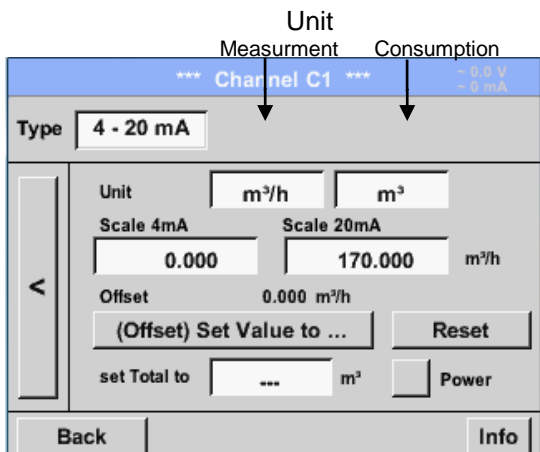 Unit
Measurment Consumption
*** Channel C1 *** ~ 0.0 V
~ 0 mA
Type 4 - 20 mA
Unit m³/h m³
Scale 4mA Scale 20mA
0.000 170.000 m³/h
<
Offset 0.000 m³/h
(Offset) Set Value to ... Reset
set Total to --- m³ Power
Back Info